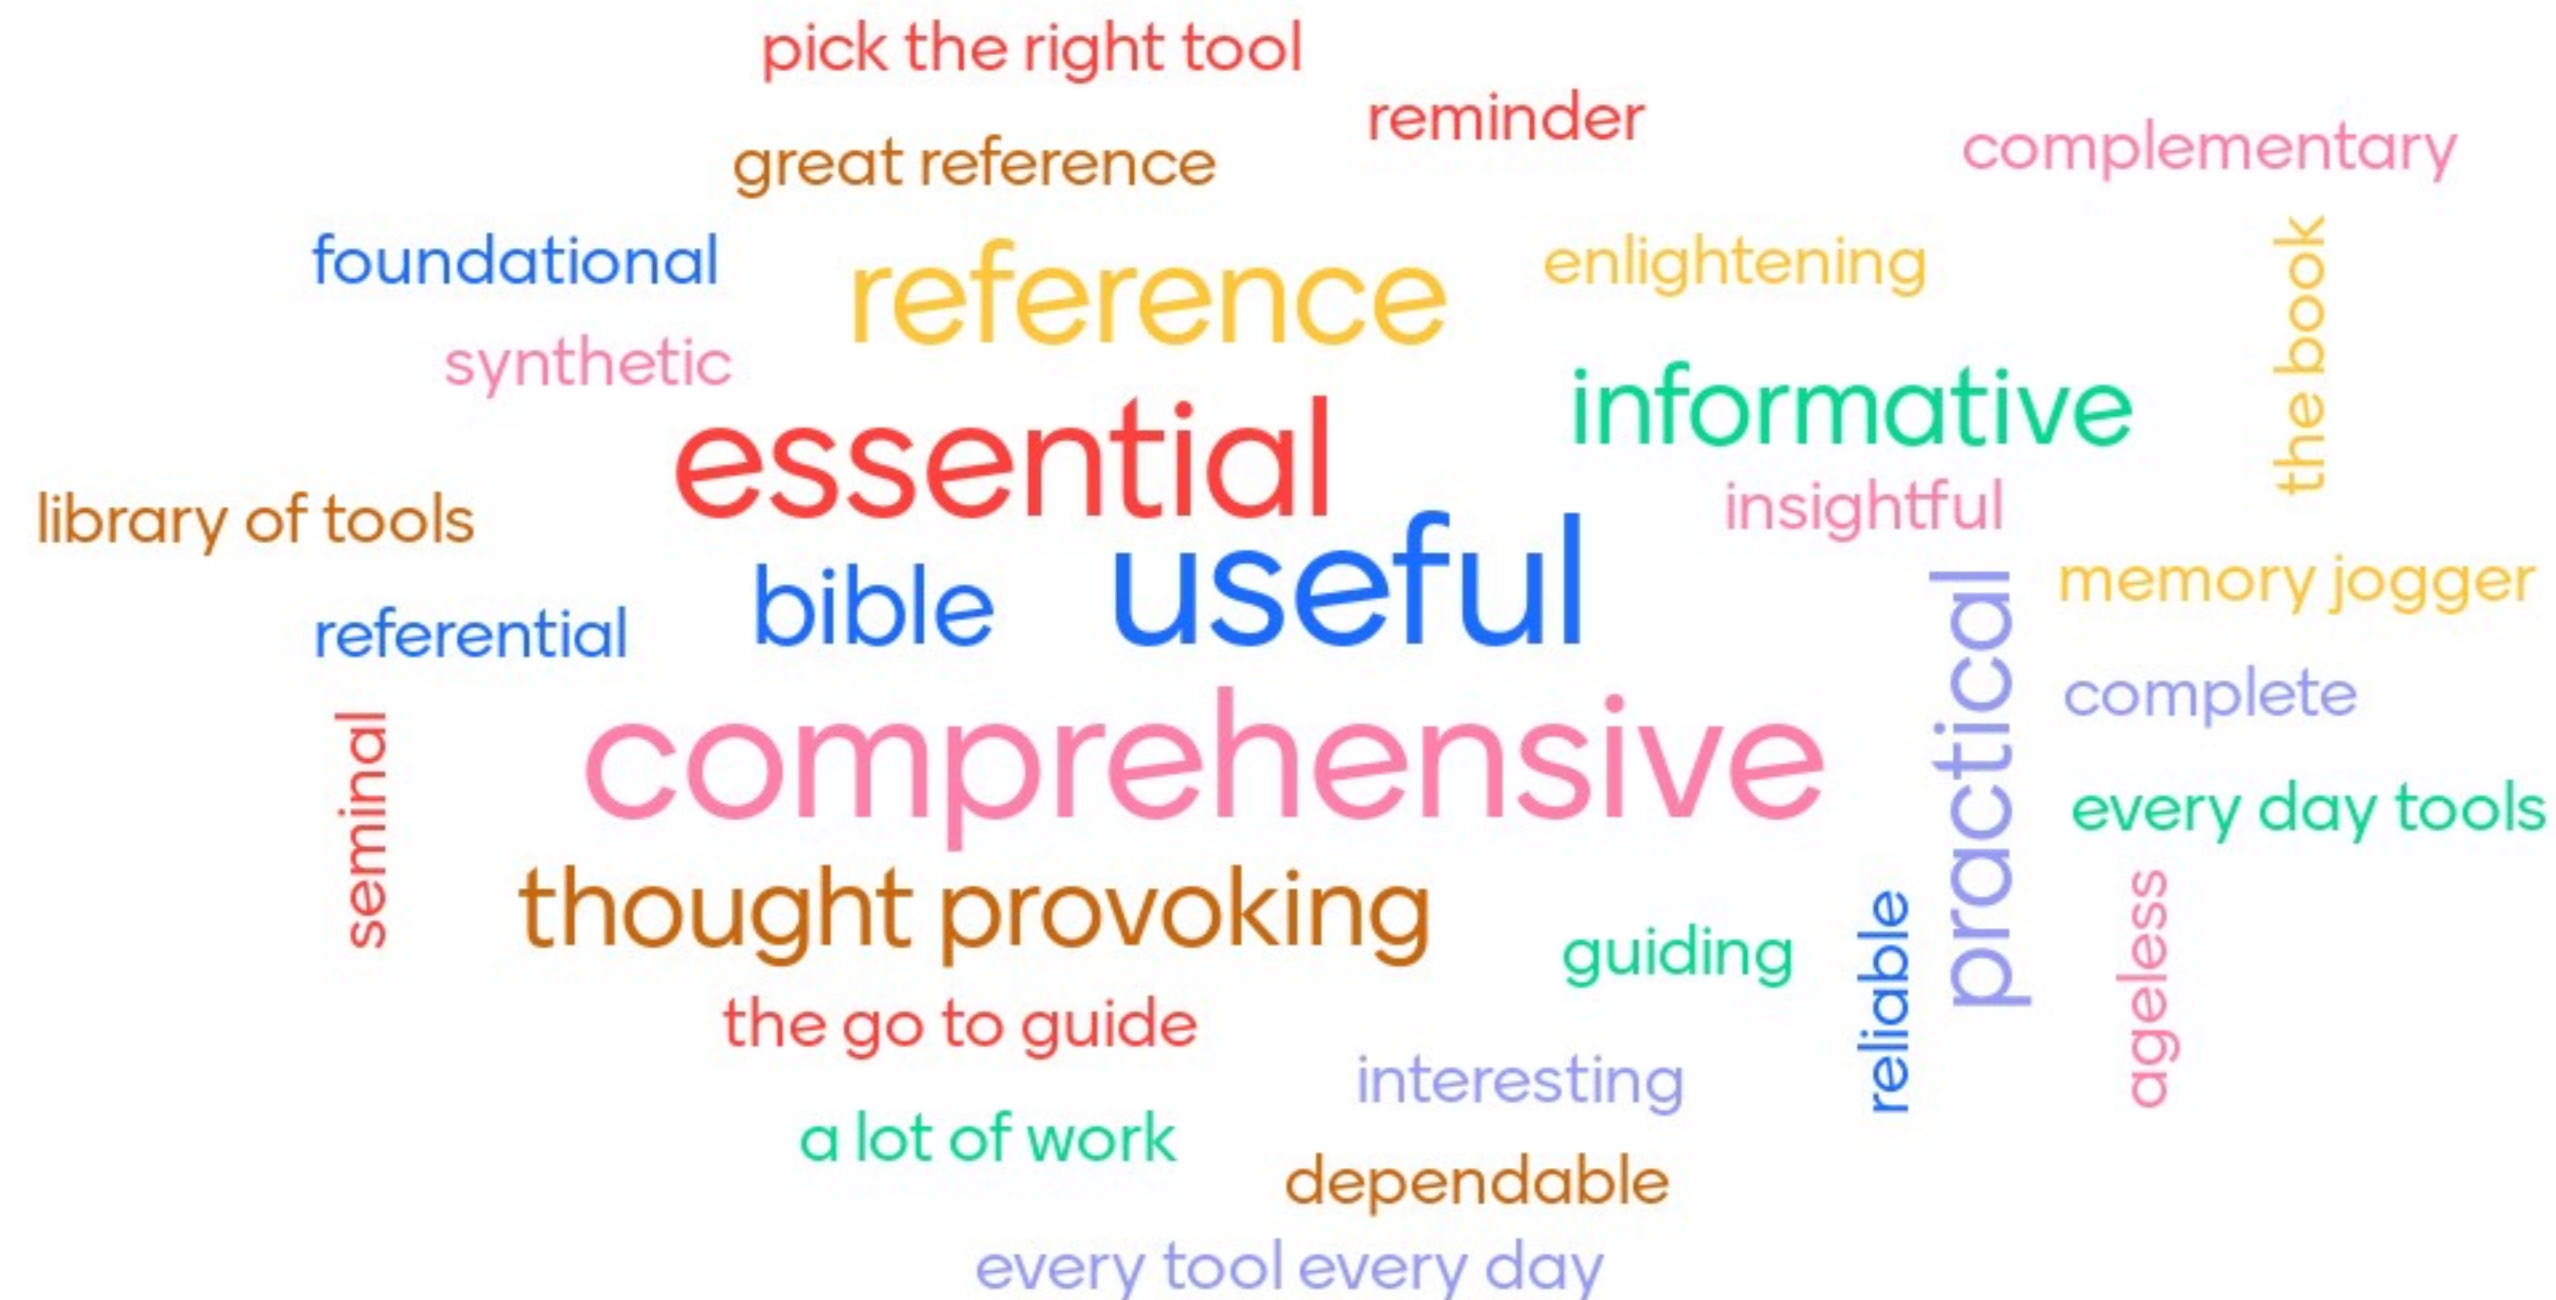 pick the right tool
reminder
great reference
complementary
foundational
reference
enlightening
the book
synthetic
informative
essential
insightful
library of tools
useful
bible
memory jogger
practical
referential
complete
comprehensive
seminal
every day tools
thought provoking
guiding
reliable
ageless
the go to guide
interesting
a lot of work
dependable
every tool every day